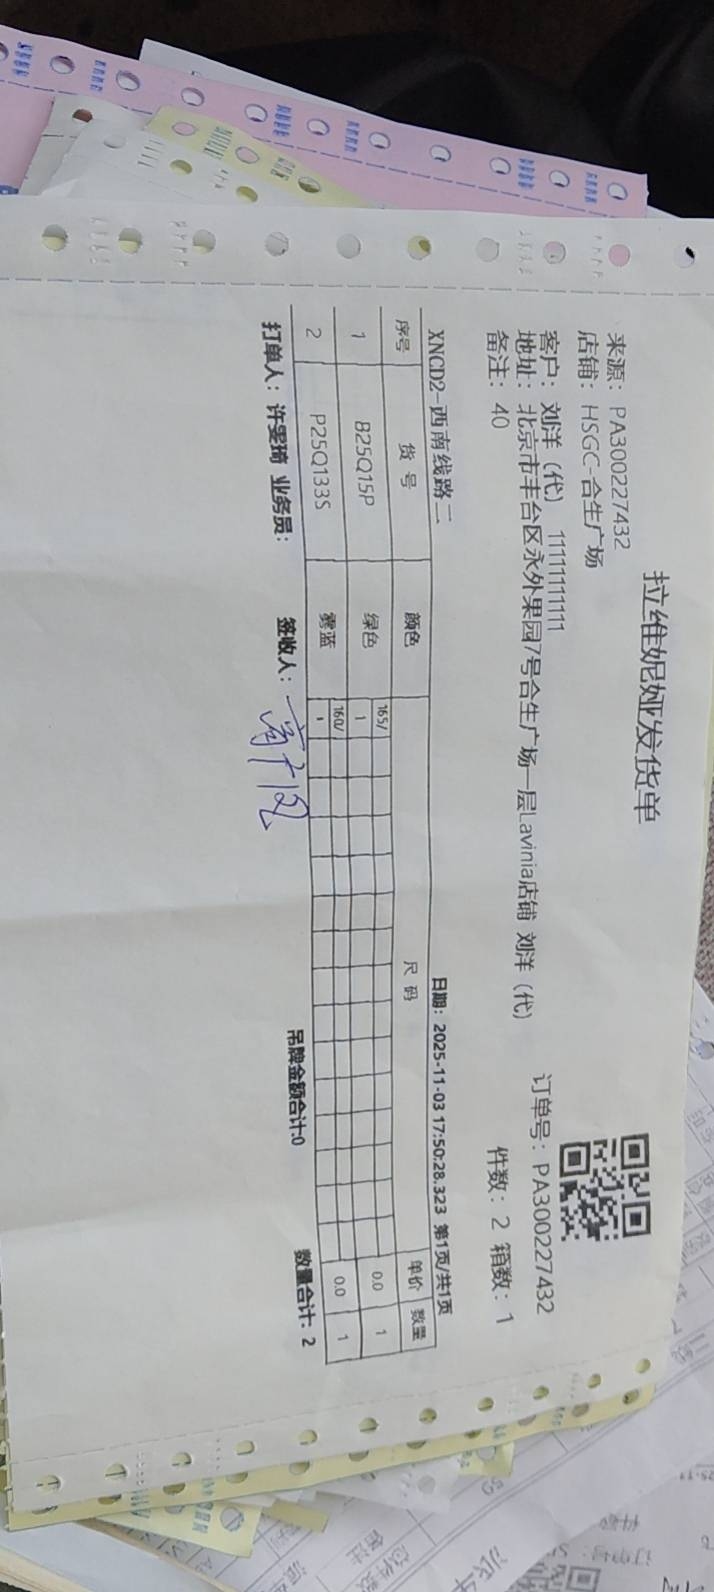 拉维妮娅发货单
来源：PA300227432
店铺：HSGC-合生广场
客户：刘洋（代） 11111111111 订单号：PA300227432
地址：北京市丰台区永外果园7号合生广场一层Lavinia店铺 刘洋（代）
备注：40 件数：2 箱数：1
XNCD2-西南线路二 日期：2025-11-03 17:50:28.323 第1页/共1页
序号 货号 颜色 尺码 单价 数量
165/
1 B25Q15P 绿色 1 0.0 1
160/
2 P25Q133S 雾蓝 1 0.0 1
打单人：许雯琦 业务员： 签收人： 吊牌金额合计:0 数量合计：2